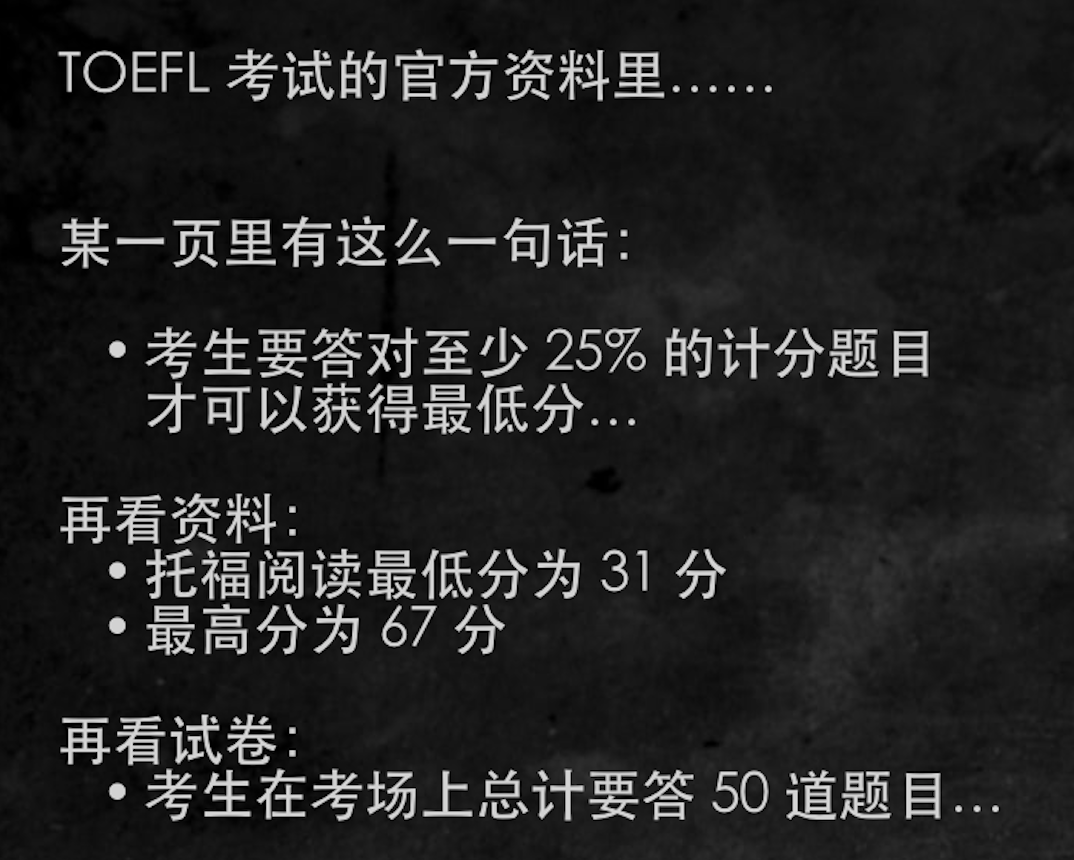 TOEFL 考试的官方资料里……
某一页里有这么一句话：
• 考生要答对至少 25% 的计分题目
才可以获得最低分…
再看资料：
• 托福阅读最低分为 31 分
• 最高分为 67 分
再看试卷：
• 考生在考场上总计要答 50 道题目…